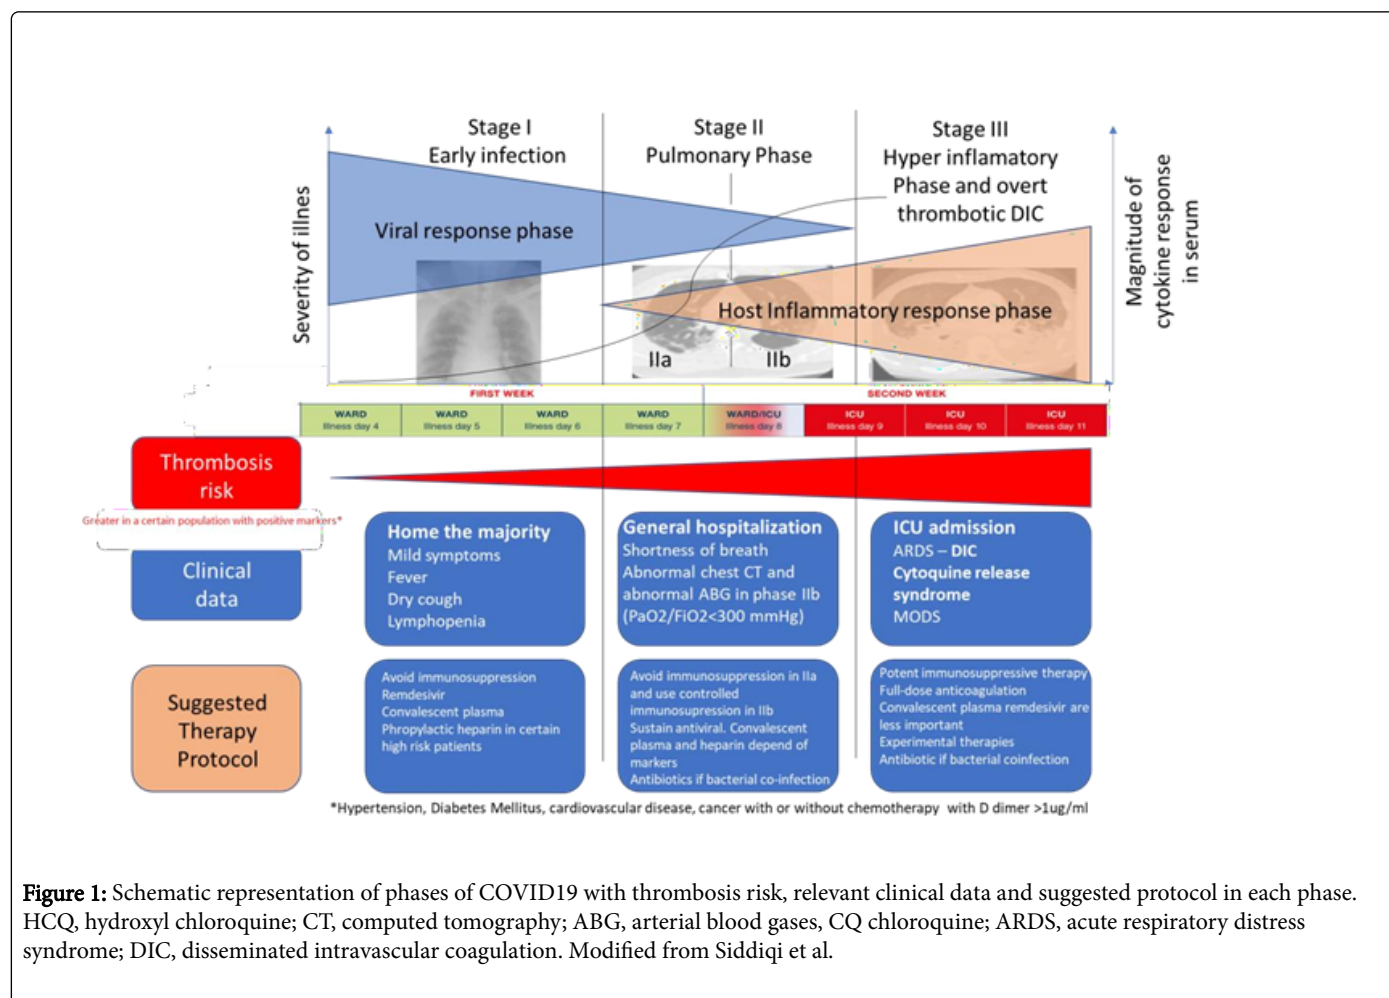 Stage I
Early infection
Stage II
Pulmonary Phase
Stage III
Hyper inflamatory
Phase and overt
thrombotic DIC
Severity of illnes
Magnitude of
cytokine response
in serum
Viral response phase
Host Inflammatory response phase
IIa
IIb
FIRST WEEK
SECOND WEEK
WARD
Illness day 4
WARD
Illness day 5
WARD
Illness day 6
WARD
Illness day 7
WARD/ICU
Illness day 8
ICU
Illness day 9
ICU
Illness day 10
ICU
Illness day 11
Thrombosis
risk
Greater in a certain population with positive markers*
Clinical
data
Home the majority
Mild symptoms
Fever
Dry cough
Lymphopenia
General hospitalization
Shortness of breath
Abnormal chest CT and
abnormal ABG in phase IIb
(PaO2/FiO2<300 mmHg)
ICU admission
ARDS – DIC
Cytoquine release
syndrome
MODS
Suggested
Therapy
Protocol
Avoid immunosuppression
Remdesivir
Convalescent plasma
Phropylactic heparin in certain
high risk patients
Avoid immunosuppression in IIa
and use controlled
immunosupression in IIb
Sustain antiviral. Convalescent
plasma and heparin depend of
markers
Antibiotics if bacterial co-infection
Potent immunosuppressive therapy
Full-dose anticoagulation
Convalescent plasma remdesivir are
less important
Experimental therapies
Antibiotic if bacterial coinfection
*Hypertension, Diabetes Mellitus, cardiovascular disease, cancer with or without chemotherapy with D dimer >1ug/ml
Figure 1: Schematic representation of phases of COVID19 with thrombosis risk, relevant clinical data and suggested protocol in each phase.
HCQ, hydroxyl chloroquine; CT, computed tomography; ABG, arterial blood gases, CQ chloroquine; ARDS, acute respiratory distress
syndrome; DIC, disseminated intravascular coagulation. Modified from Siddiqi et al.